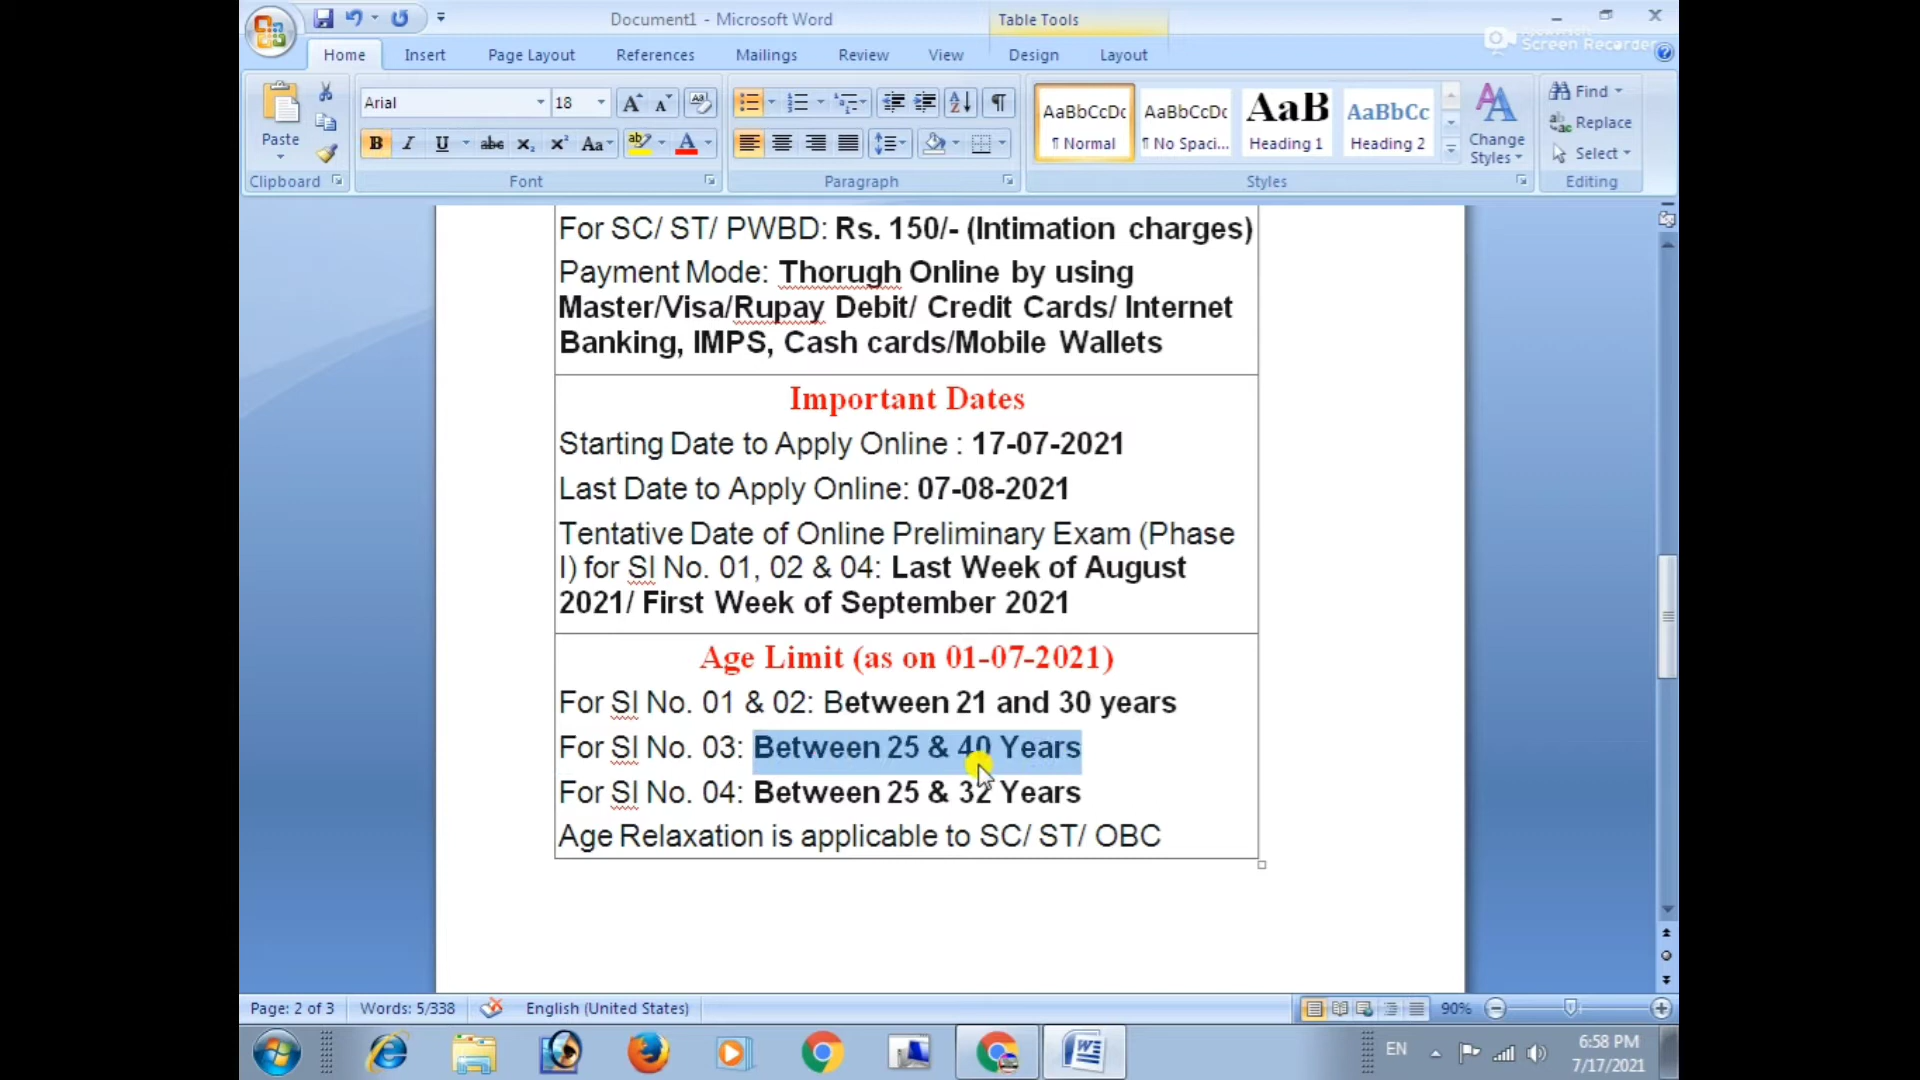 Document1 - Microsoft Word
Table Tools
Screen Recorder
Home
Insert
Page Layout
References
Mailings
Review
View
Design
Layout
Paste
Clipboard
Arial
18
Font
Paragraph
AaBbCcDc
¶ Normal
AaBbCcDc
¶ No Spaci...
AaB
Heading 1
AaBbCc
Heading 2
Change
Styles
Styles
Find
Replace
Select
Editing
For SC/ ST/ PWBD: Rs. 150/- (Intimation charges)
Payment Mode: Thorugh Online by using
Master/Visa/Rupay Debit/ Credit Cards/ Internet
Banking, IMPS, Cash cards/Mobile Wallets
Important Dates
Starting Date to Apply Online : 17-07-2021
Last Date to Apply Online: 07-08-2021
Tentative Date of Online Preliminary Exam (Phase
I) for Sl No. 01, 02 & 04: Last Week of August
2021/ First Week of September 2021
Age Limit (as on 01-07-2021)
For Sl No. 01 & 02: Between 21 and 30 years
For Sl No. 03: Between 25 & 40 Years
For Sl No. 04: Between 25 & 32 Years
Age Relaxation is applicable to SC/ ST/ OBC
Page: 2 of 3
Words: 5/338
English (United States)
90%
EN
6:58 PM
7/17/2021